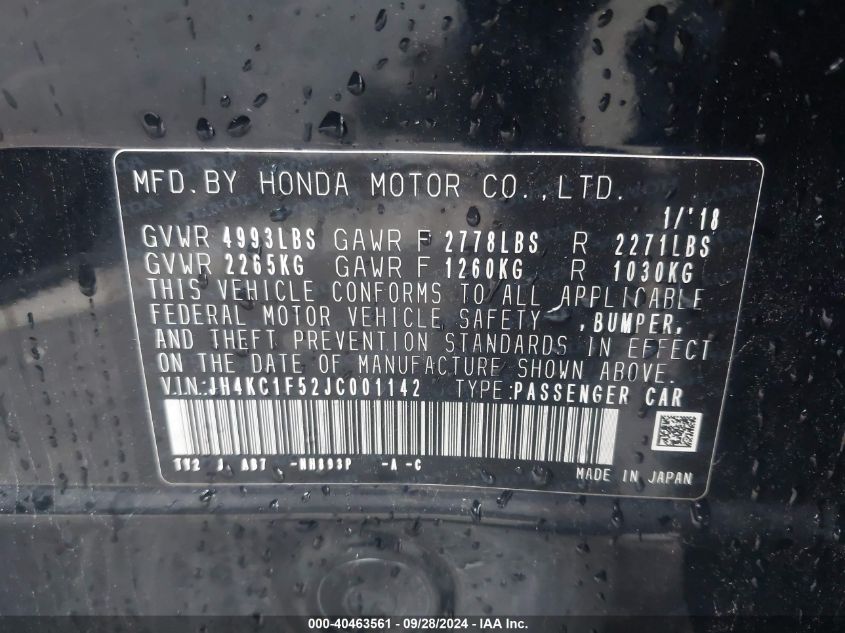 MFD. BY HONDA MOTOR CO., LTD.
1/'18
GVWR 4993LBS GAWR F 2778LBS R 2271LBS
GVWR 2265KG GAWR F 1260KG R 1030KG
THIS VEHICLE CONFORMS TO ALL APPLICABLE
FEDERAL MOTOR VEHICLE SAFETY , BUMPER,
AND THEFT PREVENTION STANDARDS IN EFFECT
ON THE DATE OF MANUFACTURE SHOWN ABOVE.
V.I.N.:JH4KC1F52JC001142 TYPE:PASSENGER CAR
J A -C
MADE IN JAPAN
000-40463561 - 09/28/2024 - IAA Inc.